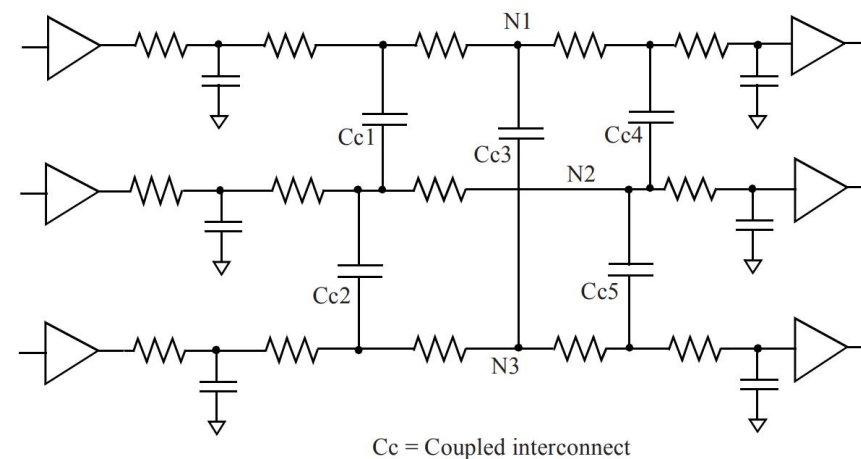 N1
Cc1
Cc3
Cc4
N2
Cc2
Cc5
N3
Cc = Coupled interconnect